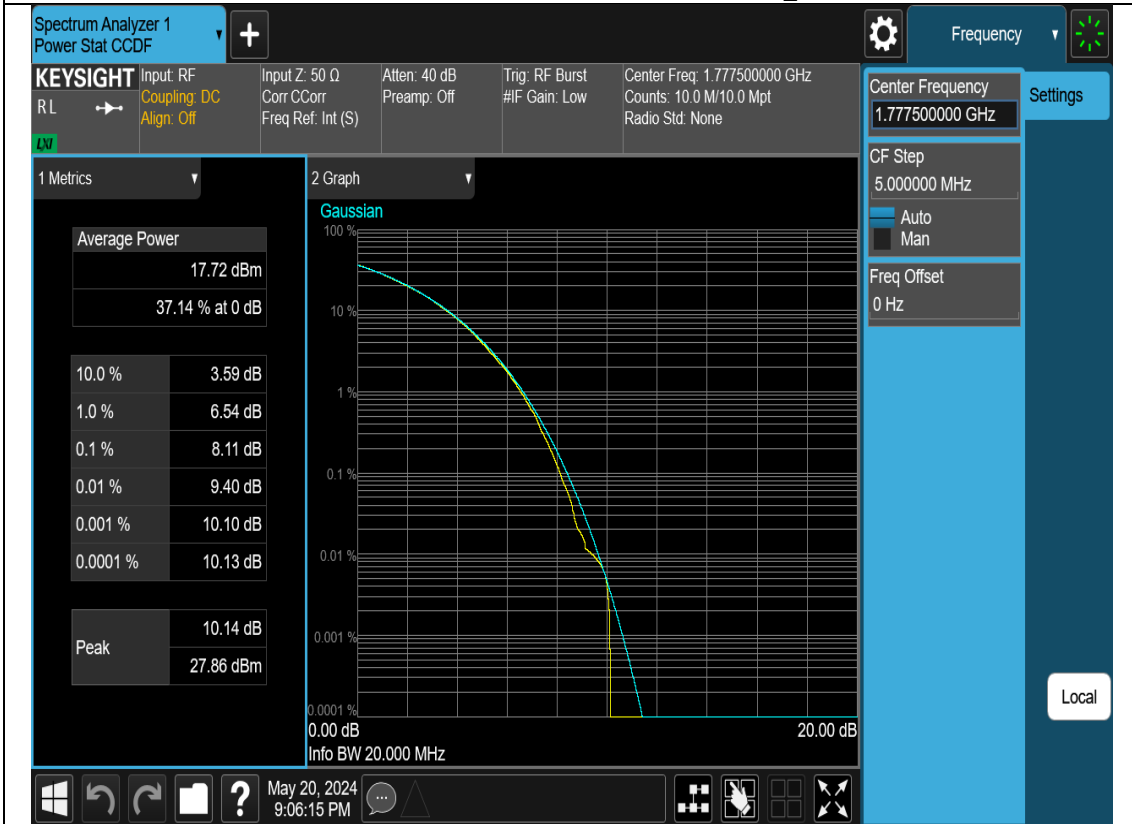 Spectrum Analyzer 1
Power Stat CCDF
Frequency
KEYSIGHT
RL
LXI
Input: RF
Coupling: DC
Align: Off
Input Z: 50 Ω
Corr CCorr
Freq Ref: Int (S)
Atten: 40 dB
Preamp: Off
Trig: RF Burst
#IF Gain: Low
Center Freq: 1.777500000 GHz
Counts: 10.0 M/10.0 Mpt
Radio Std: None
Center Frequency
1.777500000 GHz
Settings
CF Step
5.000000 MHz
Auto
Man
Freq Offset
0 Hz
1 Metrics
Average Power
17.72 dBm
37.14 % at 0 dB
10.0 % 3.59 dB
1.0 % 6.54 dB
0.1 % 8.11 dB
0.01 % 9.40 dB
0.001 % 10.10 dB
0.0001 % 10.13 dB
Peak
10.14 dB
27.86 dBm
2 Graph
Gaussian
100 %
10 %
1 %
0.1 %
0.01 %
0.001 %
0.0001 %
0.00 dB 20.00 dB
Info BW 20.000 MHz
Local
?
May 20, 2024
9:06:15 PM